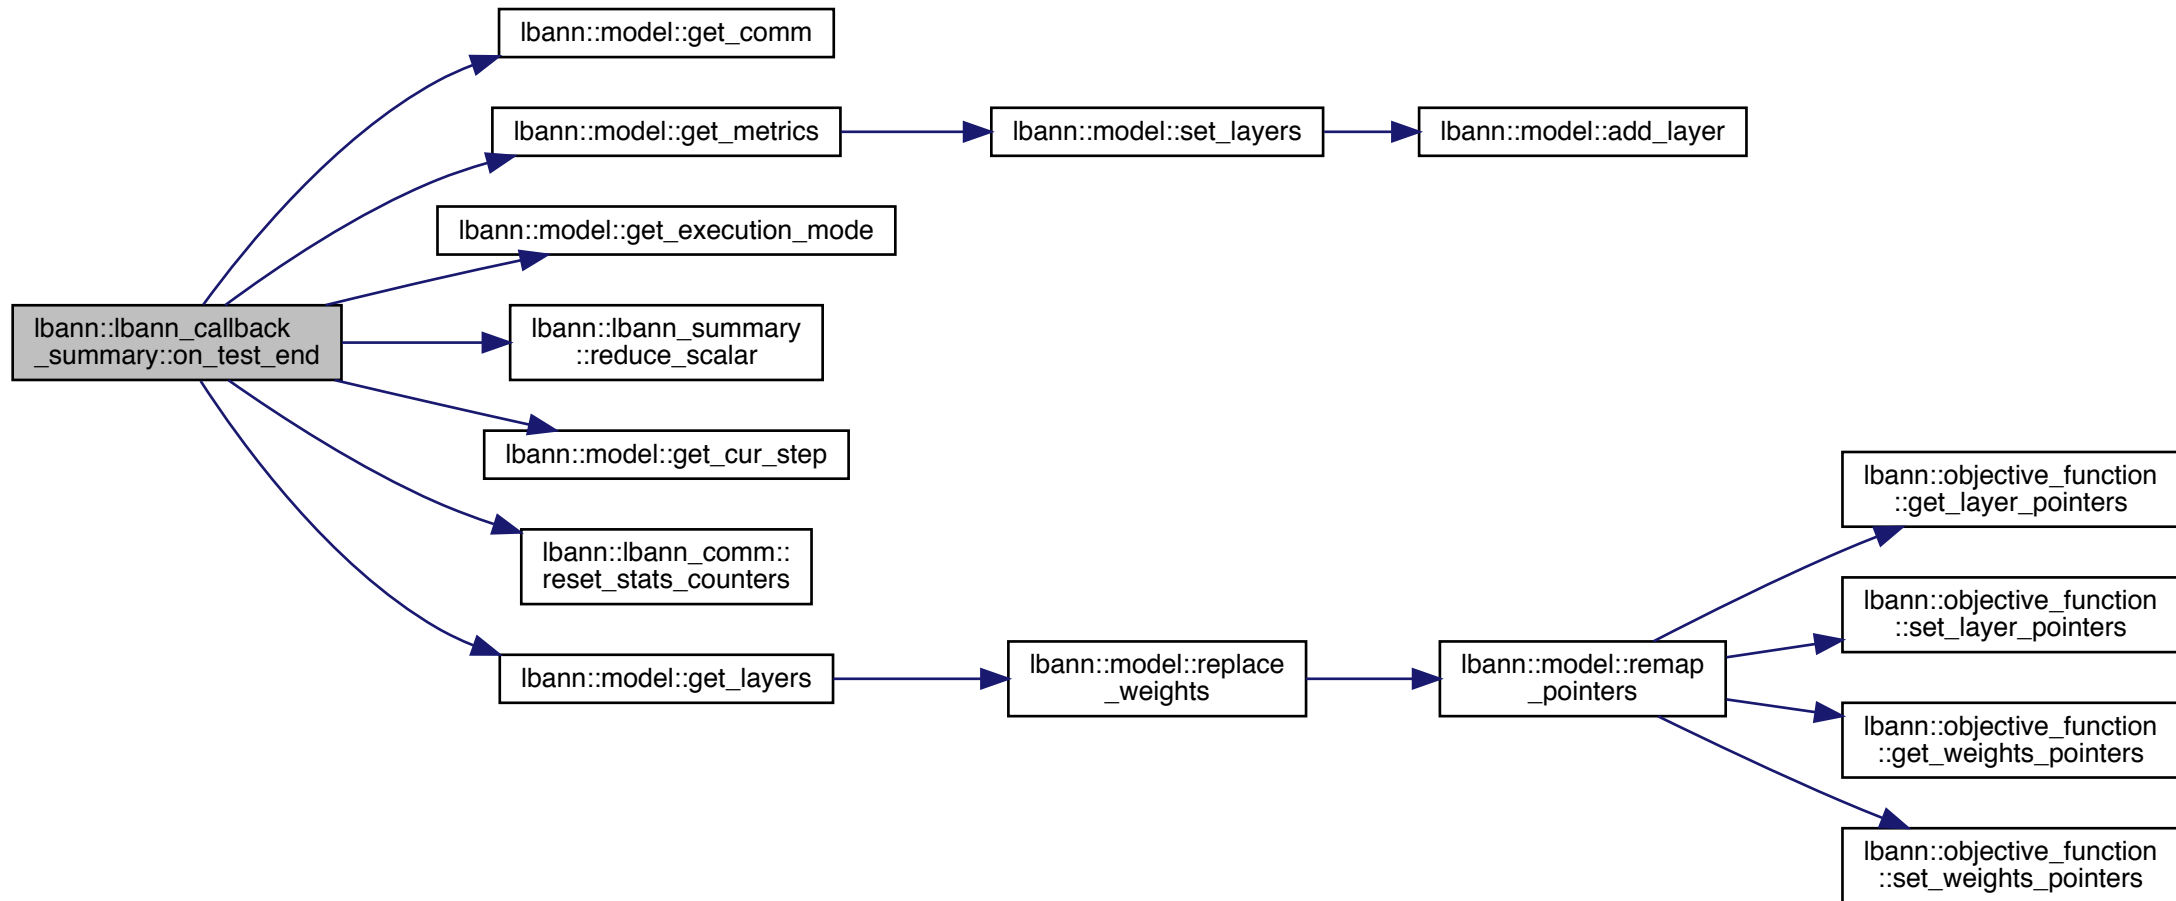 lbann::model::get_comm
lbann::model::get_metrics
lbann::model::set_layers
lbann::model::add_layer
lbann::model::get_execution_mode
lbann::lbann_callback
_summary::on_test_end
lbann::lbann_summary
::reduce_scalar
lbann::model::get_cur_step
lbann::lbann_comm::
reset_stats_counters
lbann::model::get_layers
lbann::model::replace
_weights
lbann::model::remap
_pointers
lbann::objective_function
::get_layer_pointers
lbann::objective_function
::set_layer_pointers
lbann::objective_function
::get_weights_pointers
lbann::objective_function
::set_weights_pointers